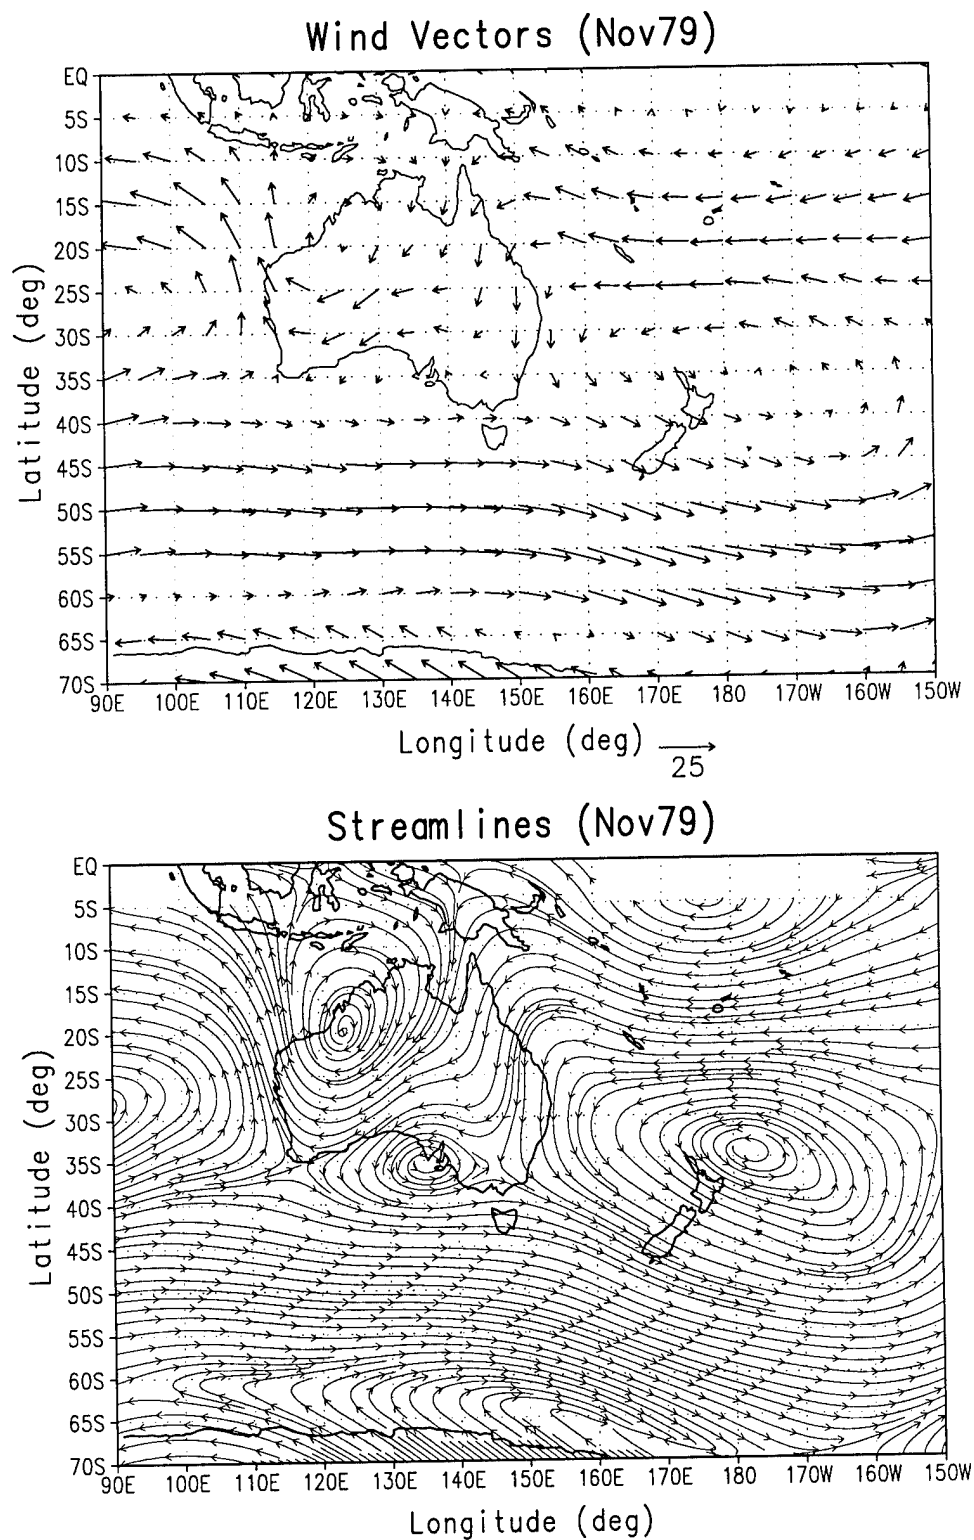 Wind Vectors (Nov79)
EQ
5S
10S
15S
20S
25S
30S
35S
40S
45S
50S
55S
60S
65S
70S
Latitude (deg)
90E 100E 110E 120E 130E 140E 150E 160E 170E 180 170W 160W 150W
Longitude (deg)
25
Streamlines (Nov79)
EQ
5S
10S
15S
20S
25S
30S
35S
40S
45S
50S
55S
60S
65S
70S
Latitude (deg)
90E 100E 110E 120E 130E 140E 150E 160E 170E 180 170W 160W 150W
Longitude (deg)